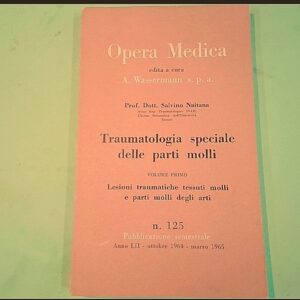 Opera Medica
edita a cura
A. Wassermann s. p. a.
Prof. Dott. Salvino Naitana
Traumatologia speciale
delle parti molli
VOLUME PRIMO
Lesioni traumatiche tessuti molli
e parti molli degli arti
n. 125
Pubblicazione semestrale
Anno LII - ottobre 1964 - marzo 1965